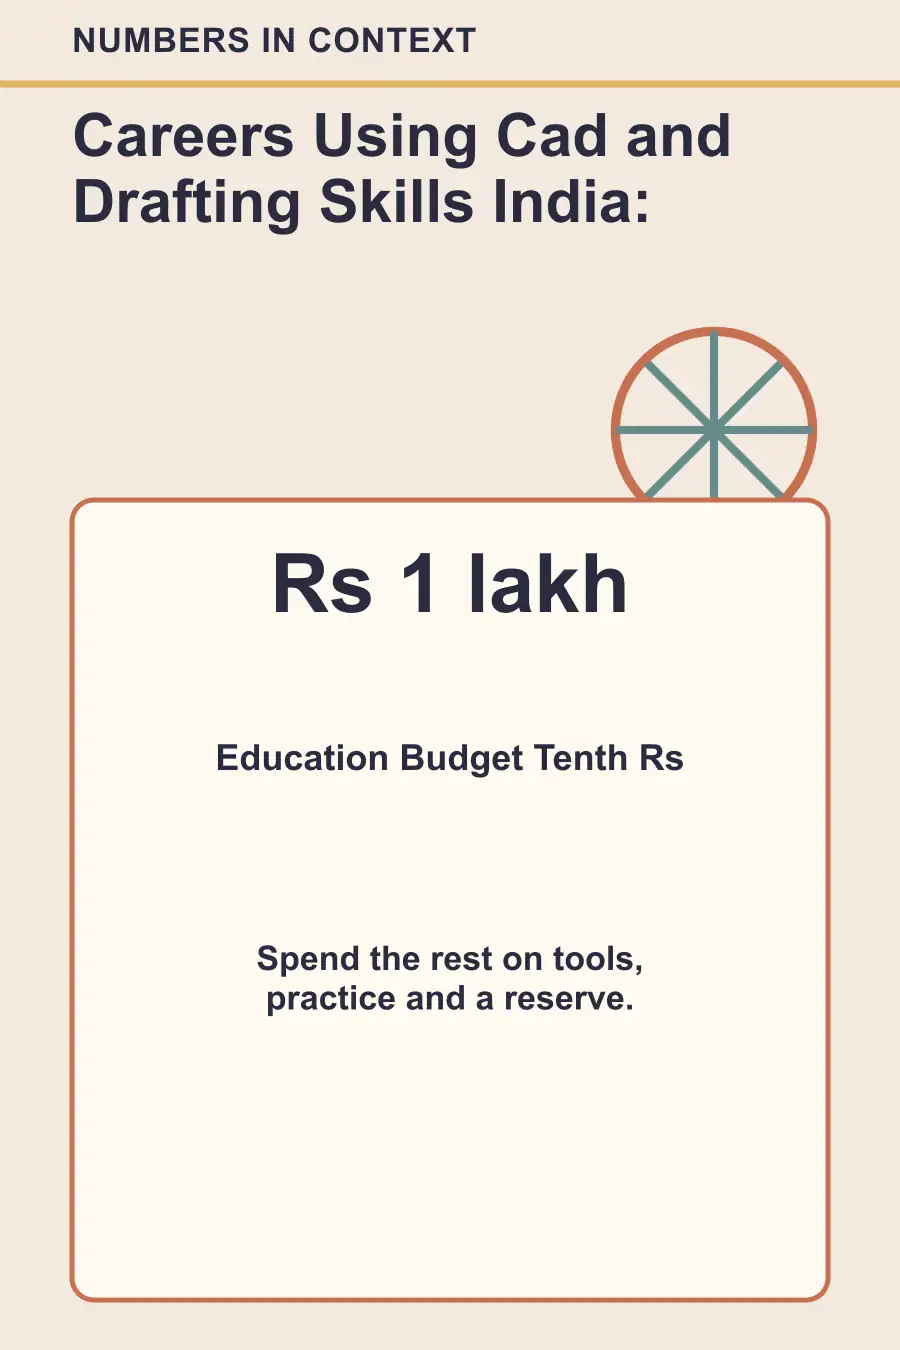 NUMBERS IN CONTEXT
Careers Using Cad and
Drafting Skills India:
Rs 1 lakh
Education Budget Tenth Rs
Spend the rest on tools,
practice and a reserve.